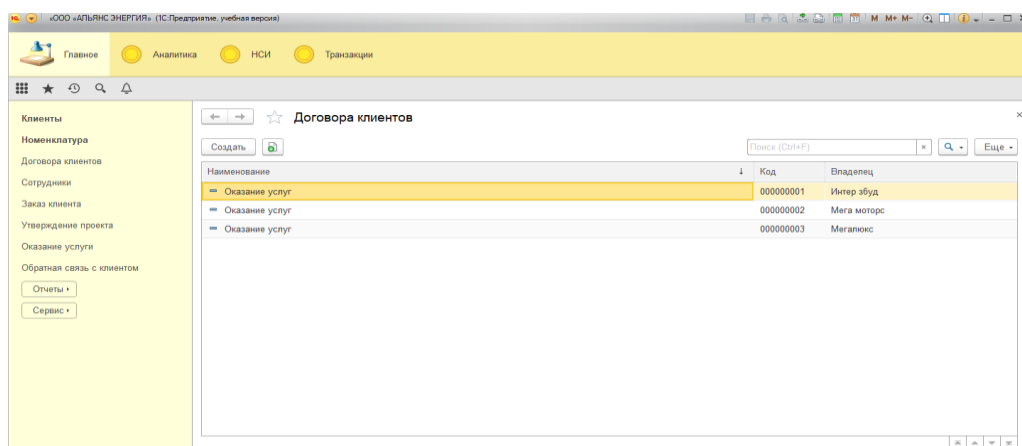 «ООО «АЛЬЯНС ЭНЕРГИЯ» (1С:Предприятие, учебная версия)
M M+ M-
Главное
Аналитика
НСИ
Транзакции
Клиенты
Номенклатура
Договора клиентов
Сотрудники
Заказ клиента
Утверждение проекта
Оказание услуги
Обратная связь с клиентом
Отчеты
Сервис
Договора клиентов
Создать
Поиск (Ctrl+F)
Еще
Наименование Код Владелец
Оказание услуг 000000001 Интер збуд
Оказание услуг 000000002 Мега моторс
Оказание услуг 000000003 Мегалюкс